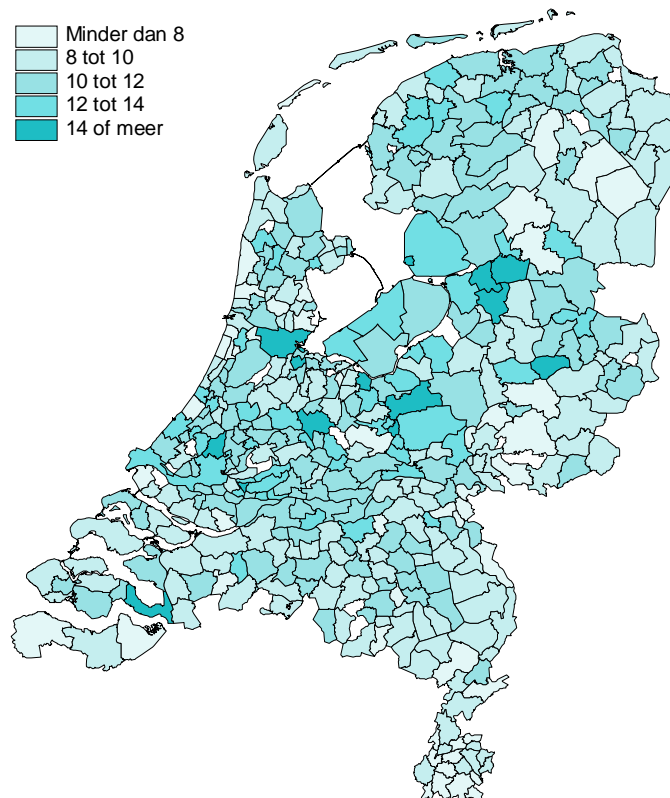 Minder dan 8
8 tot 10
10 tot 12
12 tot 14
14 of meer